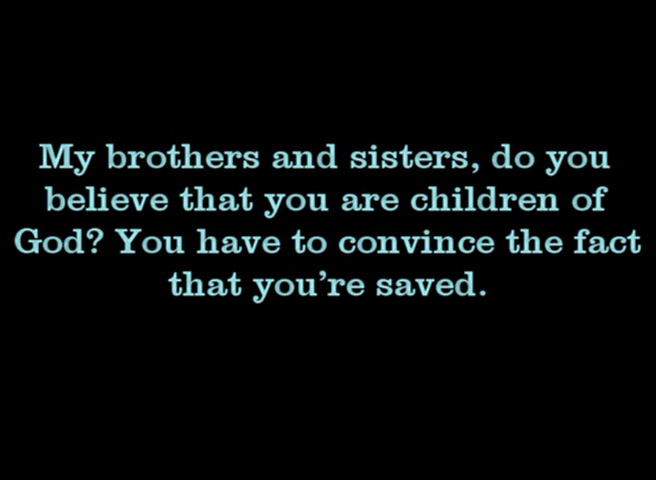 My brothers and sisters, do you
believe that you are children of
God? You have to convince the fact
that you're saved.